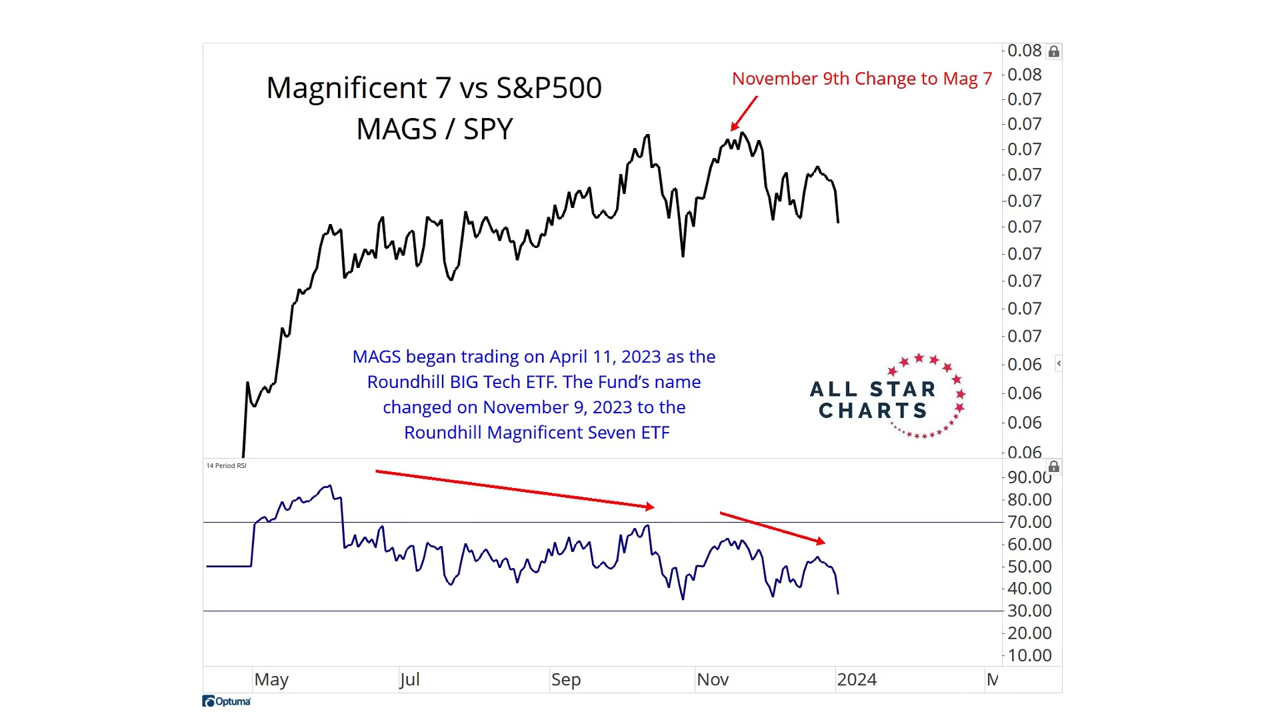 Magnificent 7 vs S&P500
MAGS / SPY
November 9th Change to Mag 7
0.08
0.08
0.07
0.07
0.07
0.07
0.07
0.07
0.07
0.07
0.07
0.07
0.06
0.06
0.06
0.06
MAGS began trading on April 11, 2023 as the
Roundhill BIG Tech ETF. The Fund's name
changed on November 9, 2023 to the
Roundhill Magnificent Seven ETF
ALL STAR
CHARTS
14 Period RSI
90.00
80.00
70.00
60.00
50.00
40.00
30.00
20.00
10.00
May
Jul
Sep
Nov
2024
M
Optuma